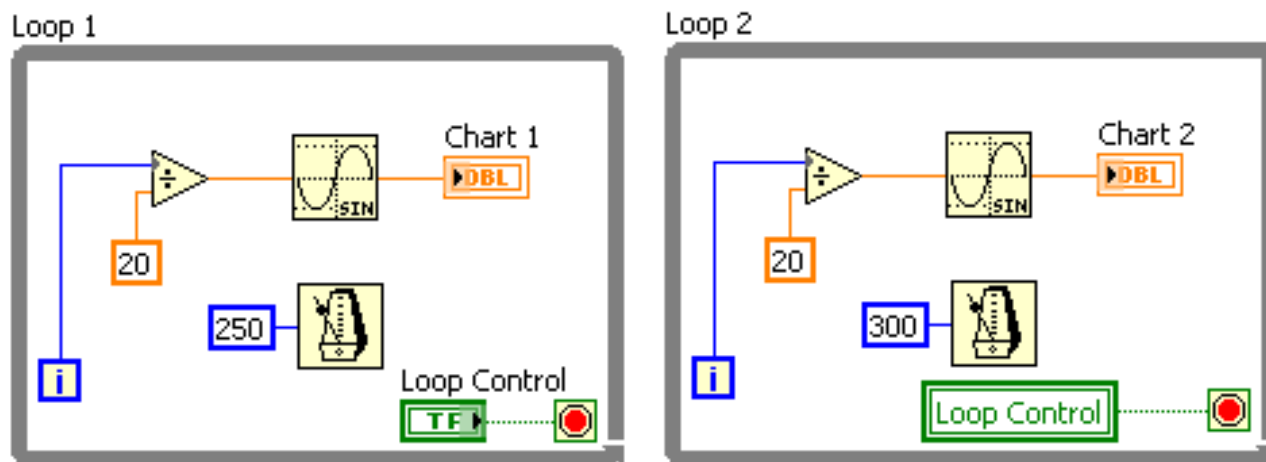 Loop 1
Chart 1
SIN
DBL
20
250
i
Loop Control
TF
Loop 2
Chart 2
SIN
DBL
20
300
i
Loop Control